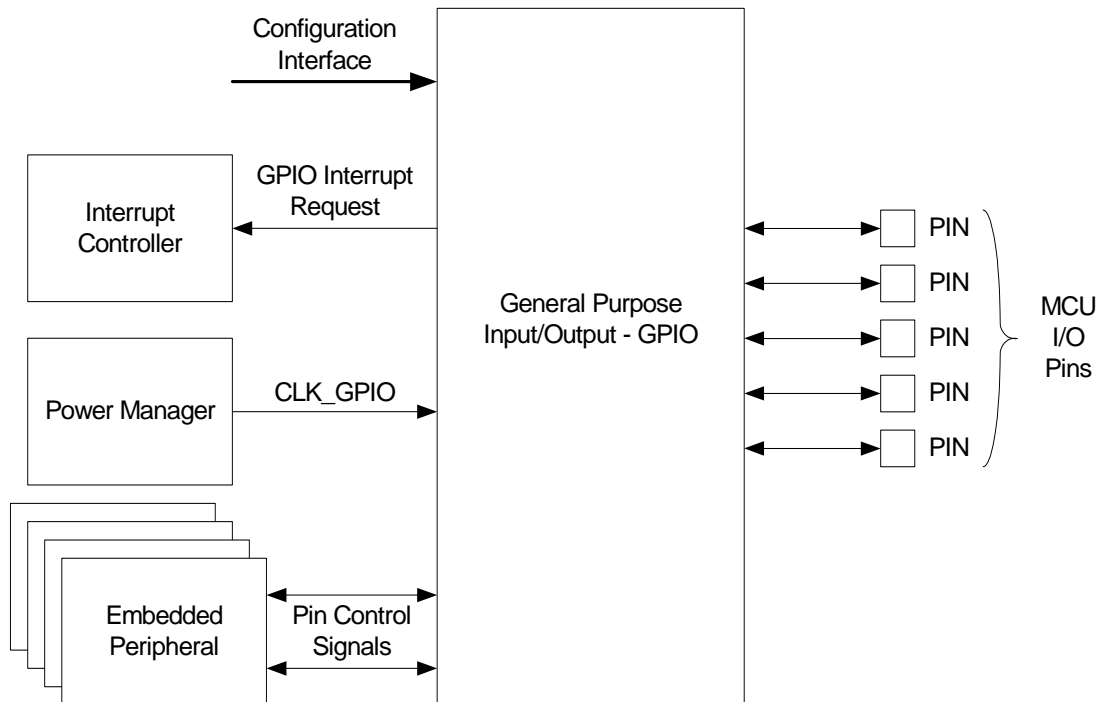 Configuration
Interface
Interrupt
Controller
GPIO Interrupt
Request
Power Manager
CLK_GPIO
Embedded
Peripheral
Pin Control
Signals
General Purpose
Input/Output - GPIO
PIN
PIN
PIN
PIN
PIN
MCU
I/O
Pins